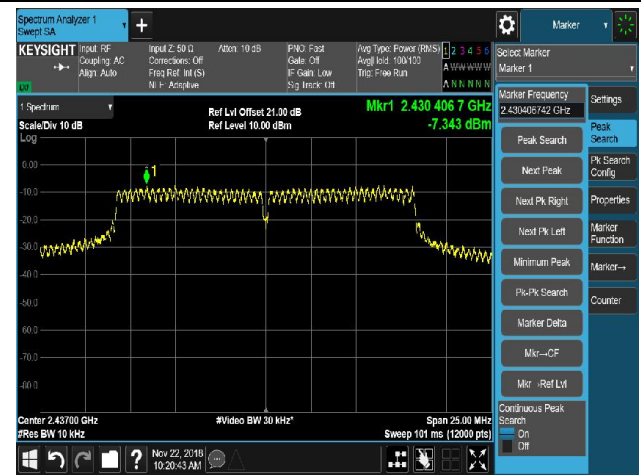 Spectrum Analyzer 1
Swept SA
+
Marker
KEYSIGHT
Input: RF
Coupling: AC
Align: Auto
Input Z: 50 Ω
Corrections: Off
Freq Ref: Int (S)
NFE: Adaptive
Atten: 10 dB
PNO: Fast
Gate: Off
IF Gain: Low
Sig Track: Off
Avg Type: Power (RMS)
Avg|Hold: 100/100
Trig: Free Run
1 2 3 4 5 6
A W W W W W
A N N N N N
Select Marker
Marker 1
1 Spectrum
Scale/Div 10 dB
Log
Ref Lvl Offset 21.00 dB
Ref Level 10.00 dBm
Mkr1 2.430 406 7 GHz
-7.343 dBm
0.00
-10.0
-20.0
-30.0
-40.0
-50.0
-60.0
-70.0
-80.0
1
Center 2.43700 GHz
#Res BW 10 kHz
#Video BW 30 kHz*
Span 25.00 MHz
Sweep 101 ms (12000 pts)
Marker Frequency
2.430406742 GHz
Peak Search
Next Peak
Next Pk Right
Next Pk Left
Minimum Peak
Pk-Pk Search
Marker Delta
Mkr→CF
Mkr→Ref Lvl
Continuous Peak
Search
On
Off
Settings
Peak
Search
Pk Search
Config
Properties
Marker
Function
Marker→
Counter
?
Nov 22, 2018
10:20:43 AM